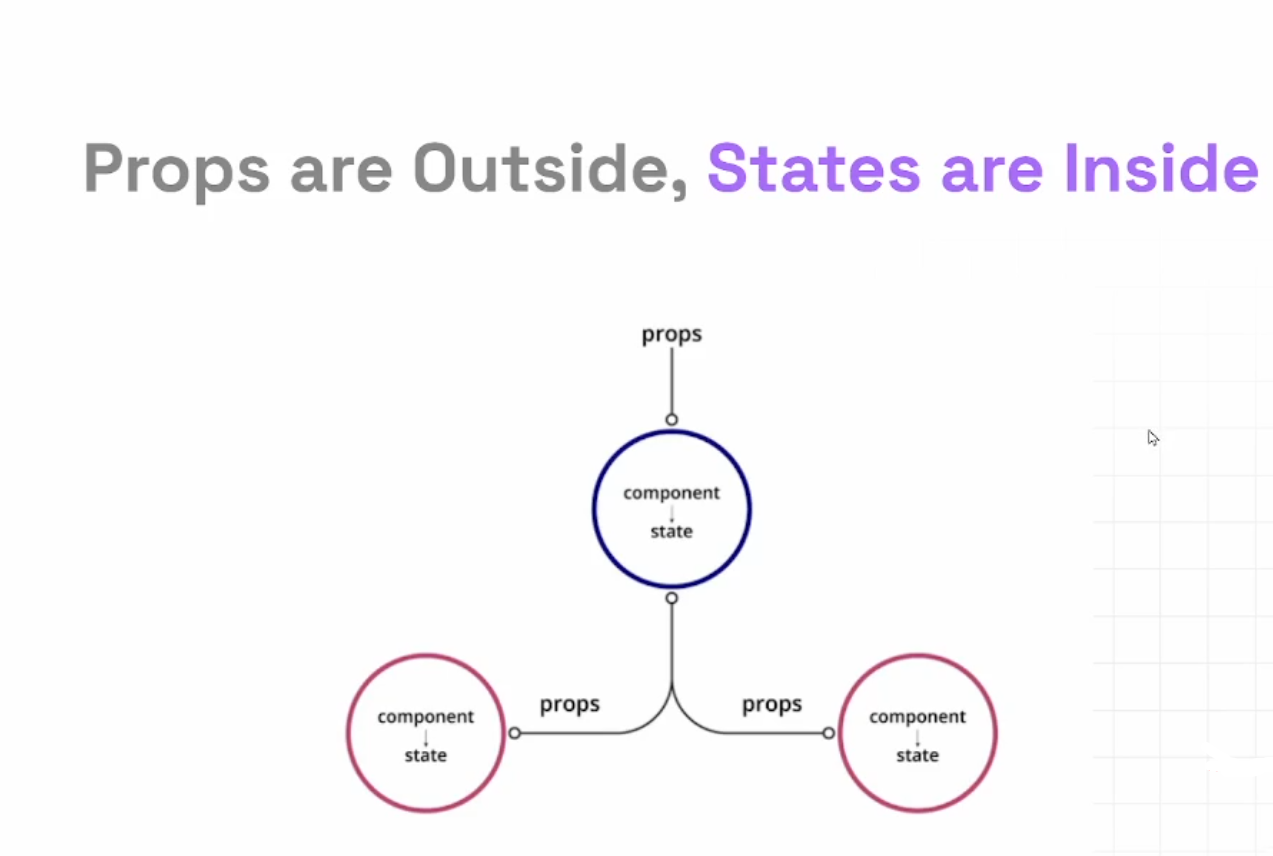 Props are Outside, States are Inside
props
component
state
props
props
component
state
component
state